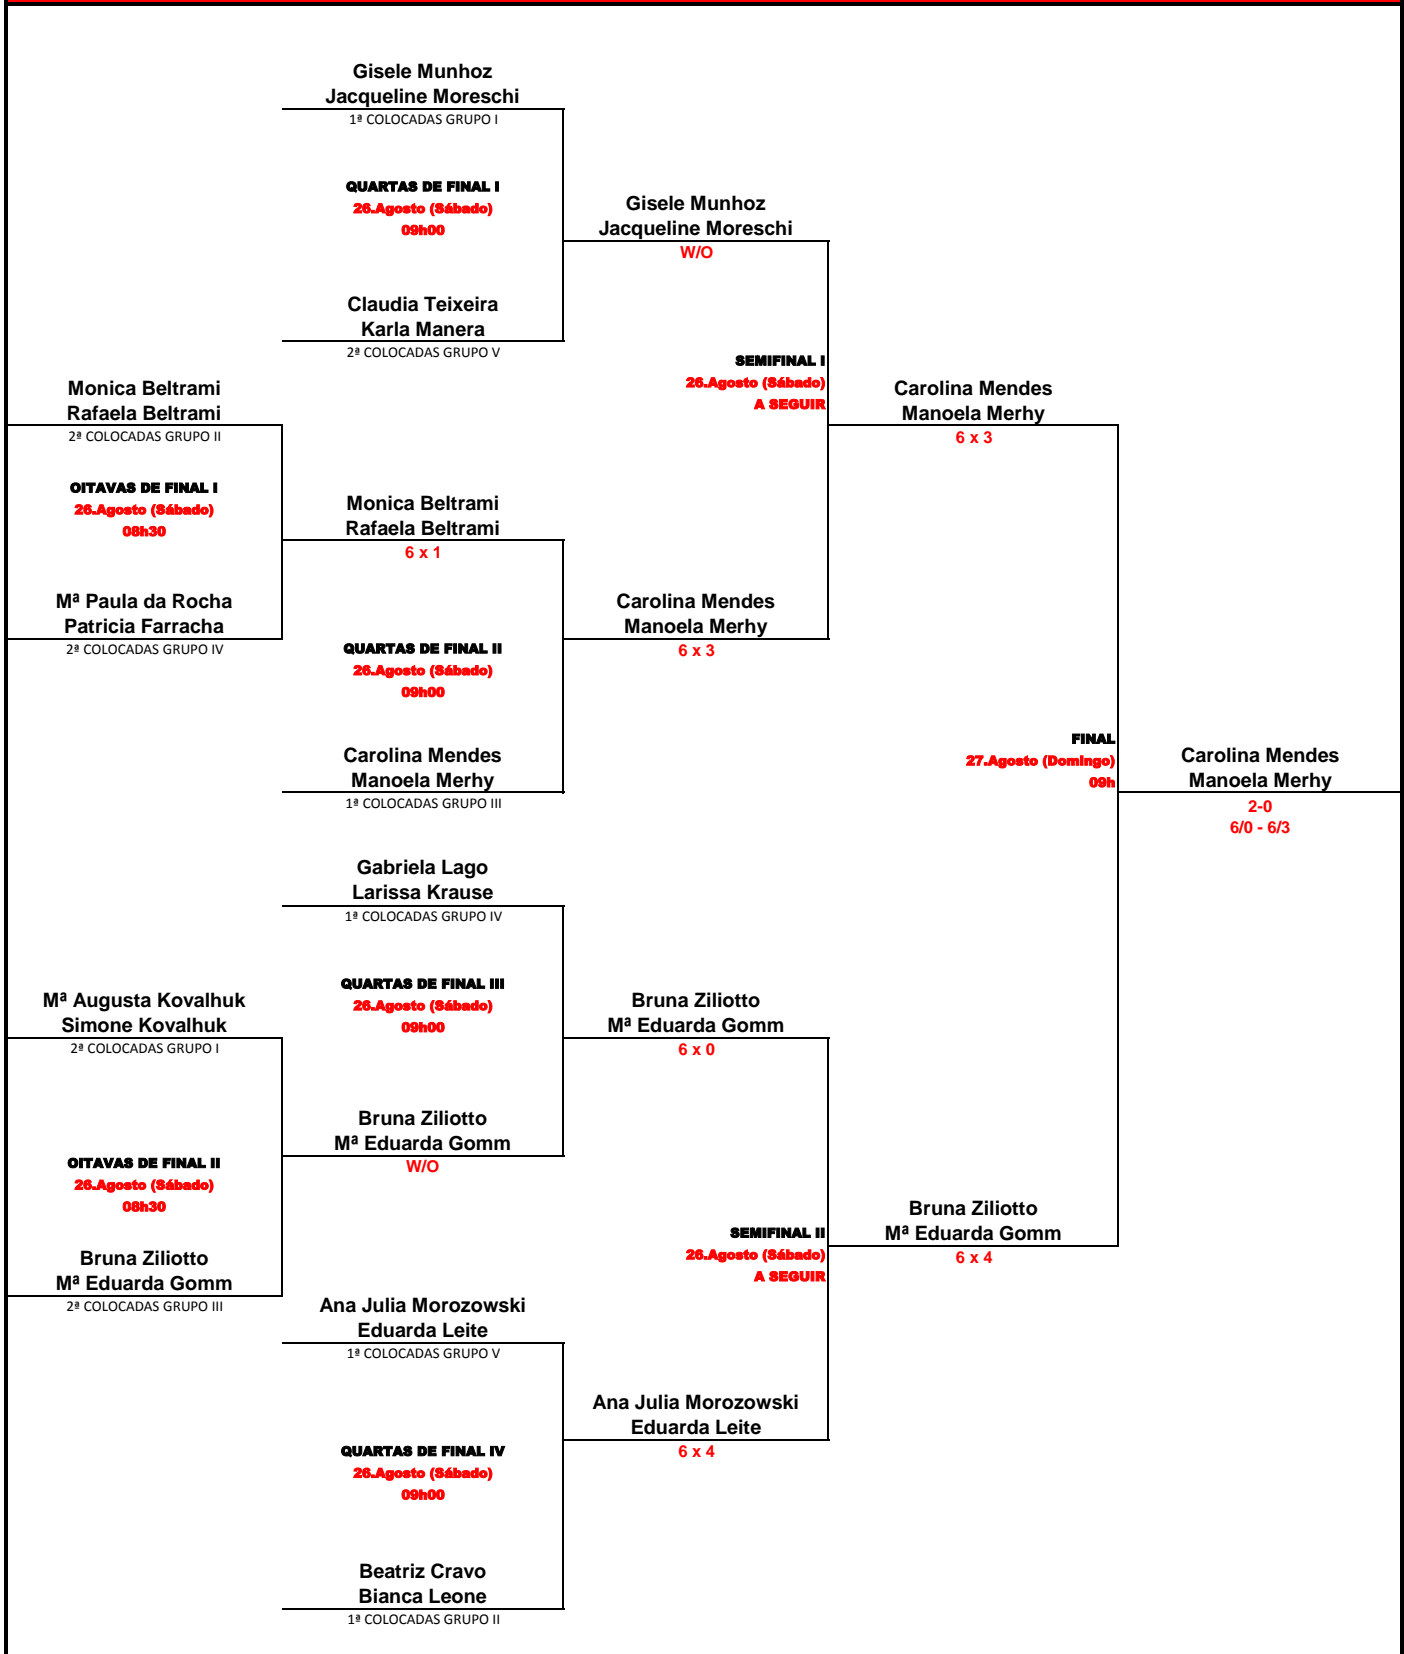 Gisele Munhoz
Jacqueline Moreschi
1ª COLOCADAS GRUPO I
QUARTAS DE FINAL I
26.Agosto (Sábado)
09h00
Gisele Munhoz
Jacqueline Moreschi
W/O
Claudia Teixeira
Karla Manera
2ª COLOCADAS GRUPO V
SEMIFINAL I
26.Agosto (Sábado)
A SEGUIR
Monica Beltrami
Rafaela Beltrami
2ª COLOCADAS GRUPO II
Carolina Mendes
Manoela Merhy
6 x 3
OITAVAS DE FINAL I
26.Agosto (Sábado)
08h30
Monica Beltrami
Rafaela Beltrami
6 x 1
Mª Paula da Rocha
Patricia Farracha
2ª COLOCADAS GRUPO IV
Carolina Mendes
Manoela Merhy
6 x 3
QUARTAS DE FINAL II
26.Agosto (Sábado)
09h00
Carolina Mendes
Manoela Merhy
1ª COLOCADAS GRUPO III
FINAL
27.Agosto (Domingo)
09h
Carolina Mendes
Manoela Merhy
2-0
6/0 - 6/3
Gabriela Lago
Larissa Krause
1ª COLOCADAS GRUPO IV
QUARTAS DE FINAL III
26.Agosto (Sábado)
09h00
Mª Augusta Kovalhuk
Simone Kovalhuk
2ª COLOCADAS GRUPO I
Bruna Ziliotto
Mª Eduarda Gomm
6 x 0
Bruna Ziliotto
Mª Eduarda Gomm
W/O
OITAVAS DE FINAL II
26.Agosto (Sábado)
08h30
Bruna Ziliotto
Mª Eduarda Gomm
6 x 4
SEMIFINAL II
26.Agosto (Sábado)
A SEGUIR
Bruna Ziliotto
Mª Eduarda Gomm
2ª COLOCADAS GRUPO III
Ana Julia Morozowski
Eduarda Leite
1ª COLOCADAS GRUPO V
Ana Julia Morozowski
Eduarda Leite
6 x 4
QUARTAS DE FINAL IV
26.Agosto (Sábado)
09h00
Beatriz Cravo
Bianca Leone
1ª COLOCADAS GRUPO II